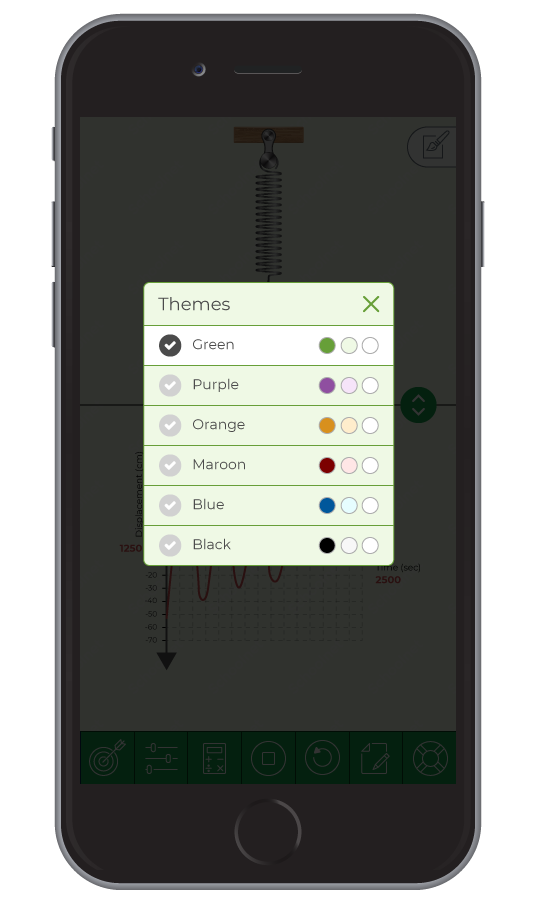 Themes
Green
Purple
Orange
Maroon
Blue
Black
Displacement (cm)
1250
Time (sec)
2500
-20
-30
-40
-50
-60
-70